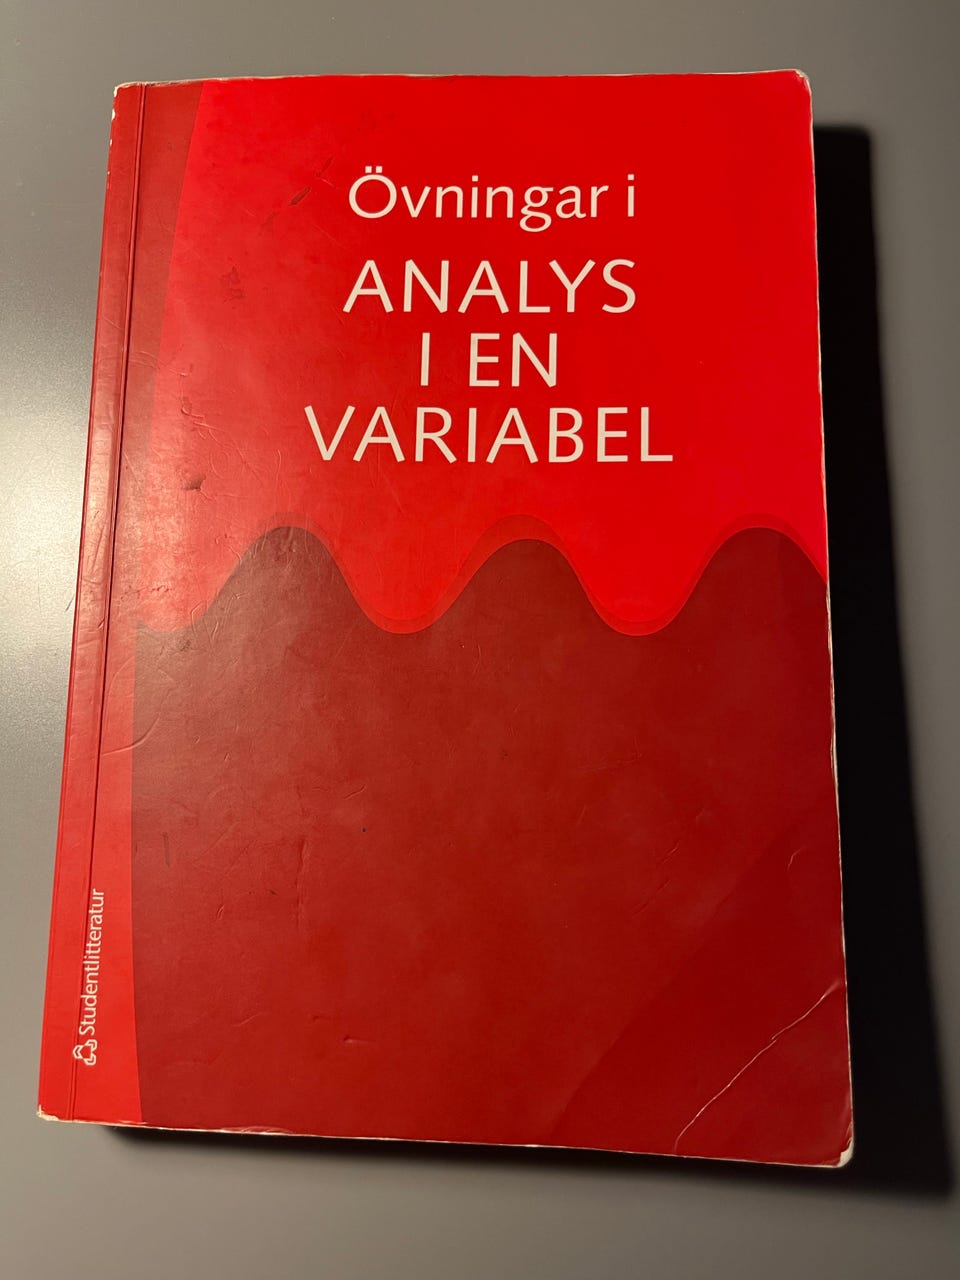 Övningar i
ANALYS
I EN
VARIABEL
Studentlitteratur